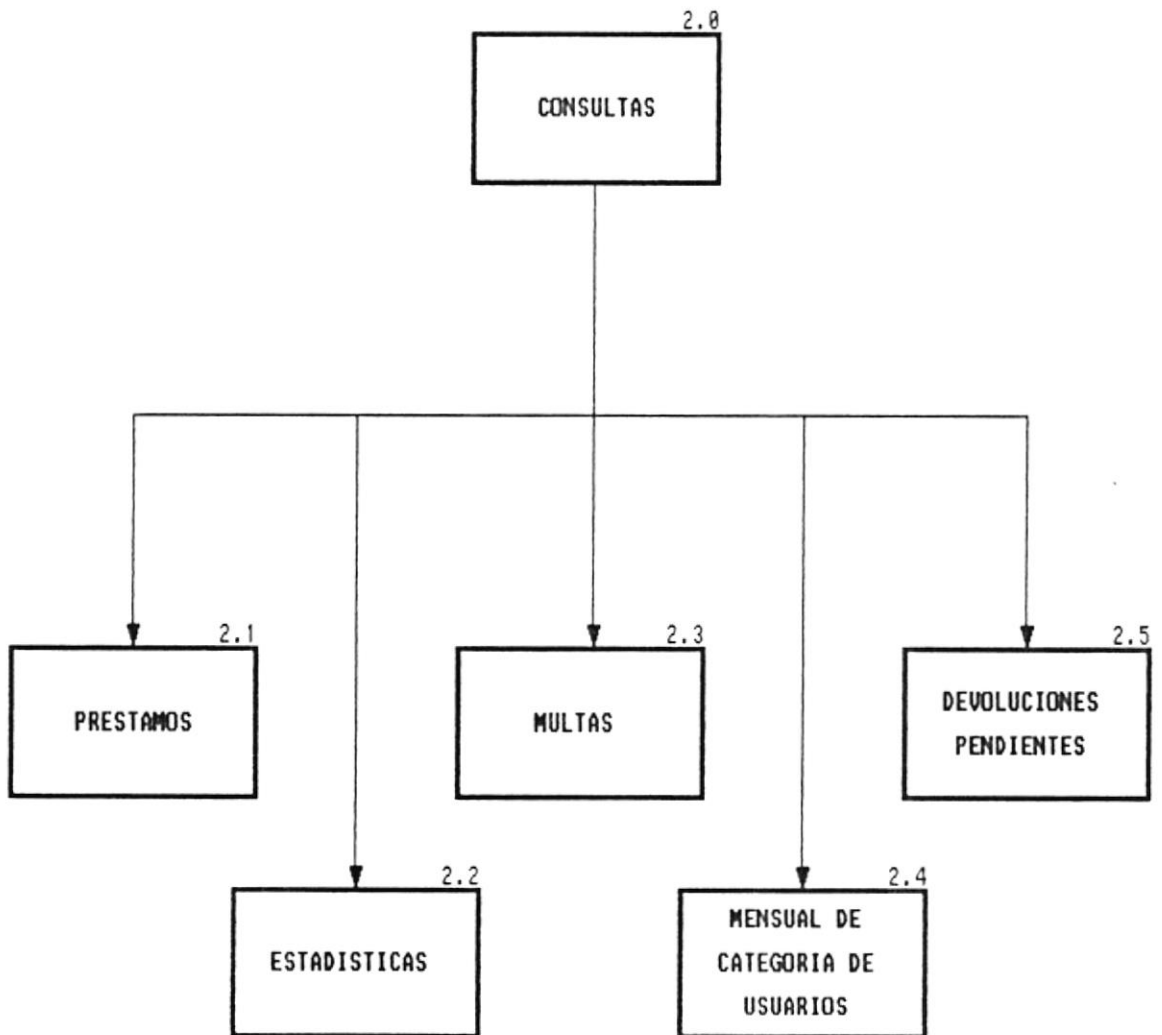 2.0
CONSULTAS
2.1
PRESTAMOS
2.3
MULTAS
2.5
DEVOLUCIONES
PENDIENTES
2.2
ESTADISTICAS
2.4
MENSUAL DE
CATEGORIA DE
USUARIOS